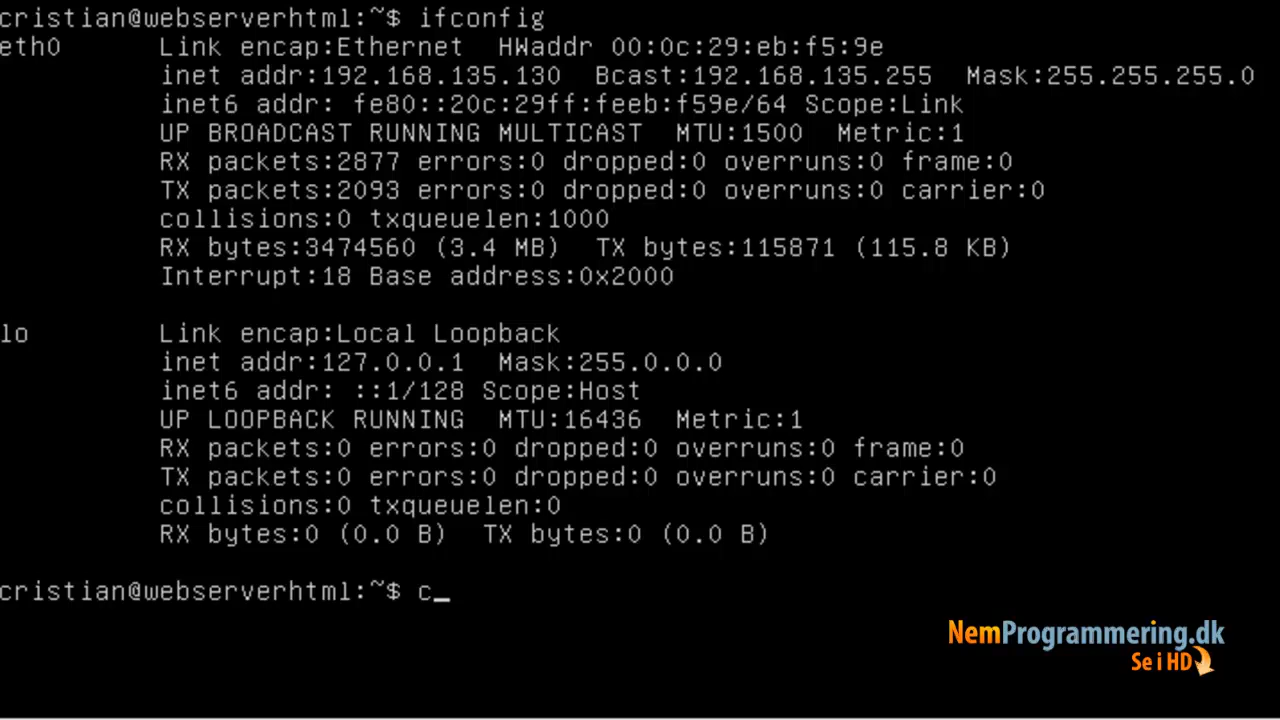 cristian@webserverhtml:~$ ifconfig
eth0 Link encap:Ethernet HWaddr 00:0c:29:eb:f5:9e
inet addr:192.168.135.130 Bcast:192.168.135.255 Mask:255.255.255.0
inet6 addr: fe80::20c:29ff:feeb:f59e/64 Scope:Link
UP BROADCAST RUNNING MULTICAST MTU:1500 Metric:1
RX packets:2877 errors:0 dropped:0 overruns:0 frame:0
TX packets:2093 errors:0 dropped:0 overruns:0 carrier:0
collisions:0 txqueuelen:1000
RX bytes:3474560 (3.4 MB) TX bytes:115871 (115.8 KB)
Interrupt:18 Base address:0x2000
lo Link encap:Local Loopback
inet addr:127.0.0.1 Mask:255.0.0.0
inet6 addr: ::1/128 Scope:Host
UP LOOPBACK RUNNING MTU:16436 Metric:1
RX packets:0 errors:0 dropped:0 overruns:0 frame:0
TX packets:0 errors:0 dropped:0 overruns:0 carrier:0
collisions:0 txqueuelen:0
RX bytes:0 (0.0 B) TX bytes:0 (0.0 B)
cristian@webserverhtml:~$ c_
NemProgrammering.dk
Se i HD